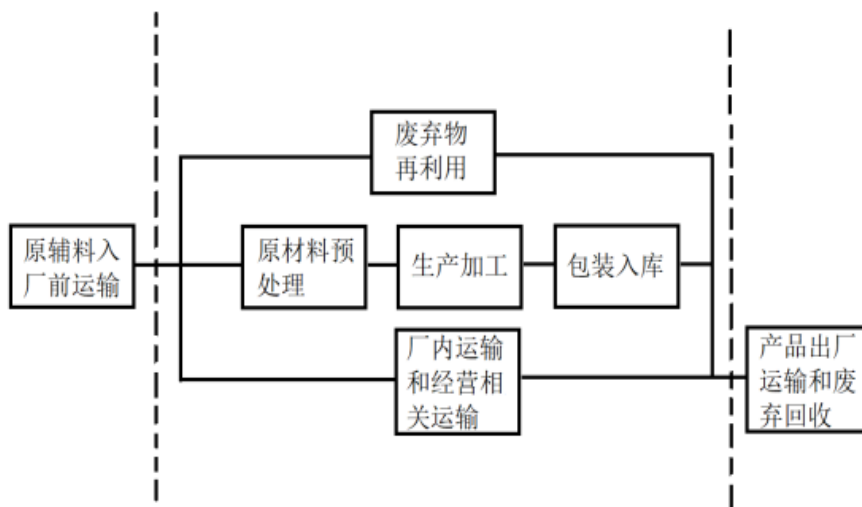 废弃物
再利用
原辅料入
厂前运输
原材料预
处理
生产加工
包装入库
厂内运输
和经营相
关运输
产品出厂
运输和废
弃回收